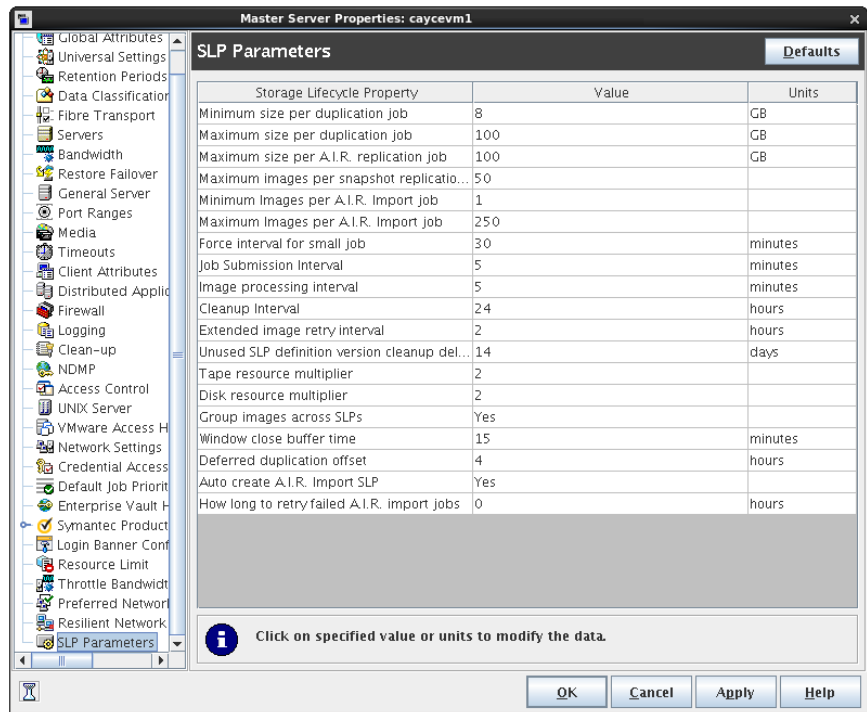 Master Server Properties: caycevm1
Global Attributes
Universal Settings
Retention Periods
Data Classification
Fibre Transport
Servers
Bandwidth
Restore Failover
General Server
Port Ranges
Media
Timeouts
Client Attributes
Distributed Applic
Firewall
Logging
Clean-up
NDMP
Access Control
UNIX Server
VMware Access H
Network Settings
Credential Access
Default Job Priorit
Enterprise Vault H
Symantec Product
Login Banner Conf
Resource Limit
Throttle Bandwidt
Preferred Network
Resilient Network
SLP Parameters
SLP Parameters
Defaults
Storage Lifecycle Property Value Units
Minimum size per duplication job 8 GB
Maximum size per duplication job 100 GB
Maximum size per A.I.R. replication job 100 GB
Maximum images per snapshot replicatio... 50
Minimum Images per A.I.R. Import job 1
Maximum Images per A.I.R. Import job 250
Force interval for small job 30 minutes
Job Submission Interval 5 minutes
Image processing interval 5 minutes
Cleanup Interval 24 hours
Extended image retry interval 2 hours
Unused SLP definition version cleanup del... 14 days
Tape resource multiplier 2
Disk resource multiplier 2
Group images across SLPs Yes
Window close buffer time 15 minutes
Deferred duplication offset 4 hours
Auto create A.I.R. Import SLP Yes
How long to retry failed A.I.R. import jobs 0 hours
Click on specified value or units to modify the data.
OK Cancel Apply Help